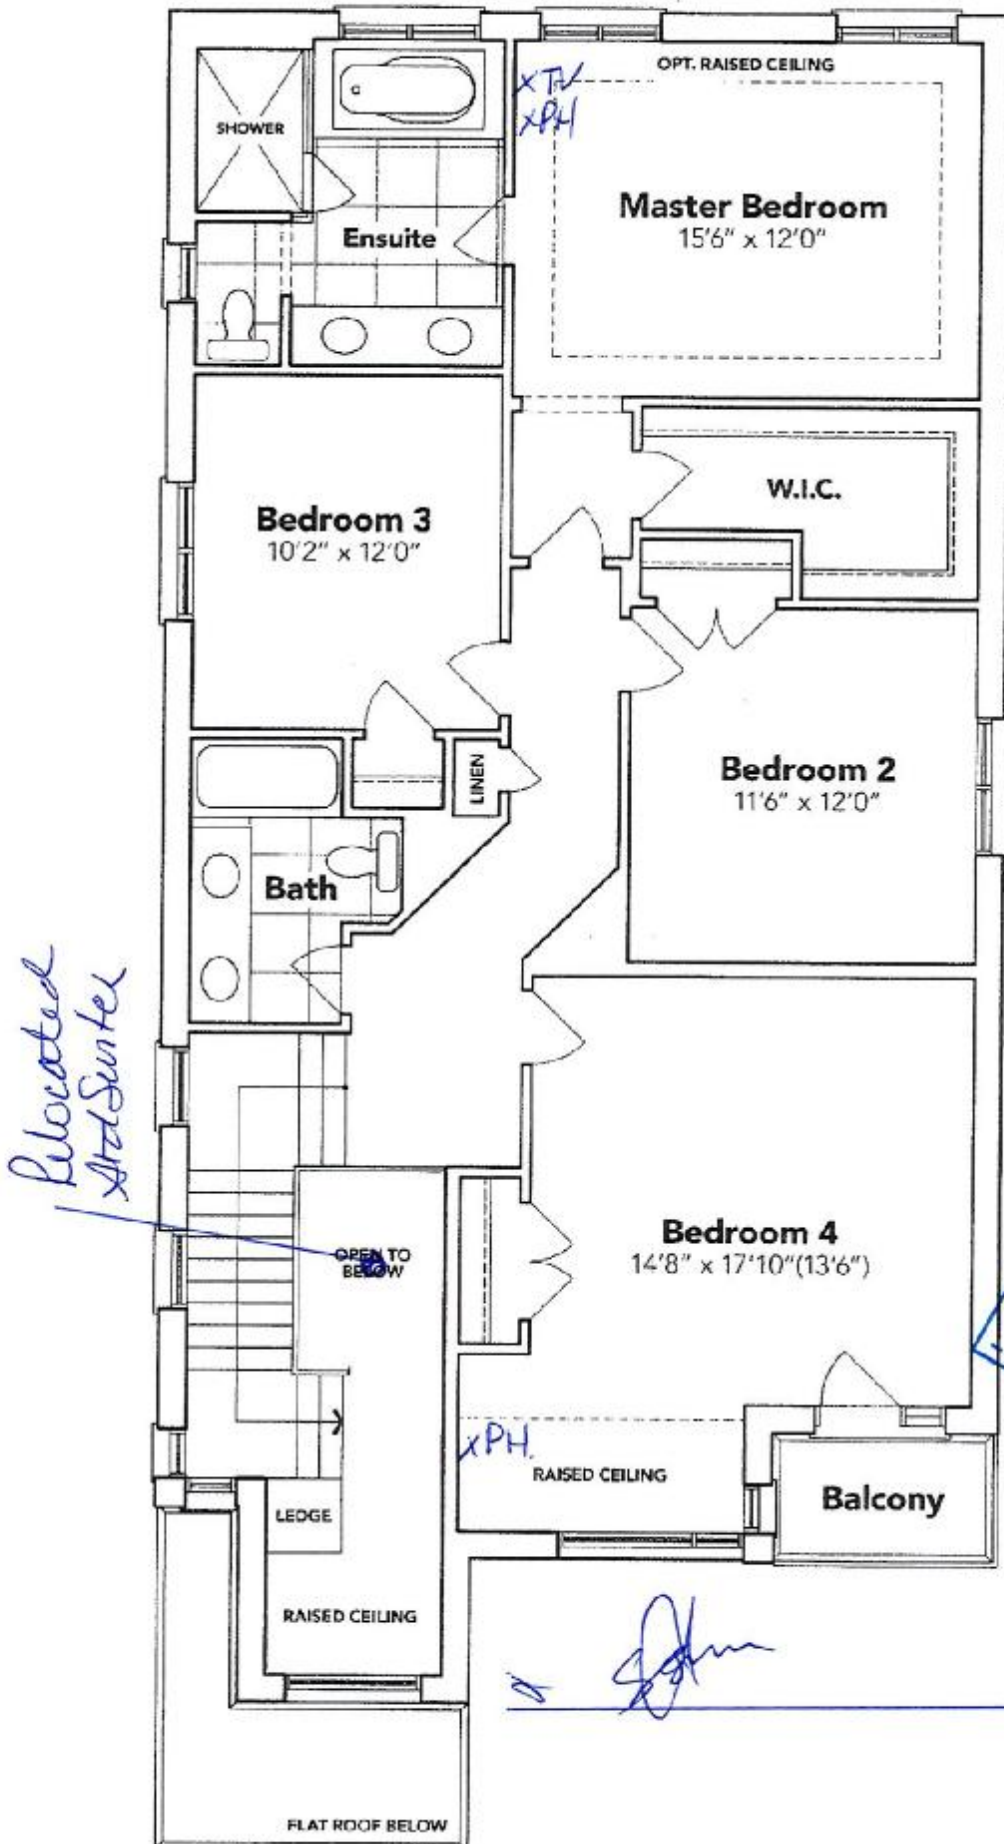 OPT. RAISED CEILING
xTV
xPH
SHOWER
Master Bedroom
15'6" x 12'0"
Ensuite
W.I.C.
Bedroom 3
10'2" x 12'0"
LINEN
Bedroom 2
11'6" x 12'0"
Bath
Relocated
OPEN TO
BELOW
Bedroom 4
14'8" x 17'10"(13'6")
xPH.
RAISED CEILING
Balcony
LEDGE
RAISED CEILING
x
FLAT ROOF BELOW